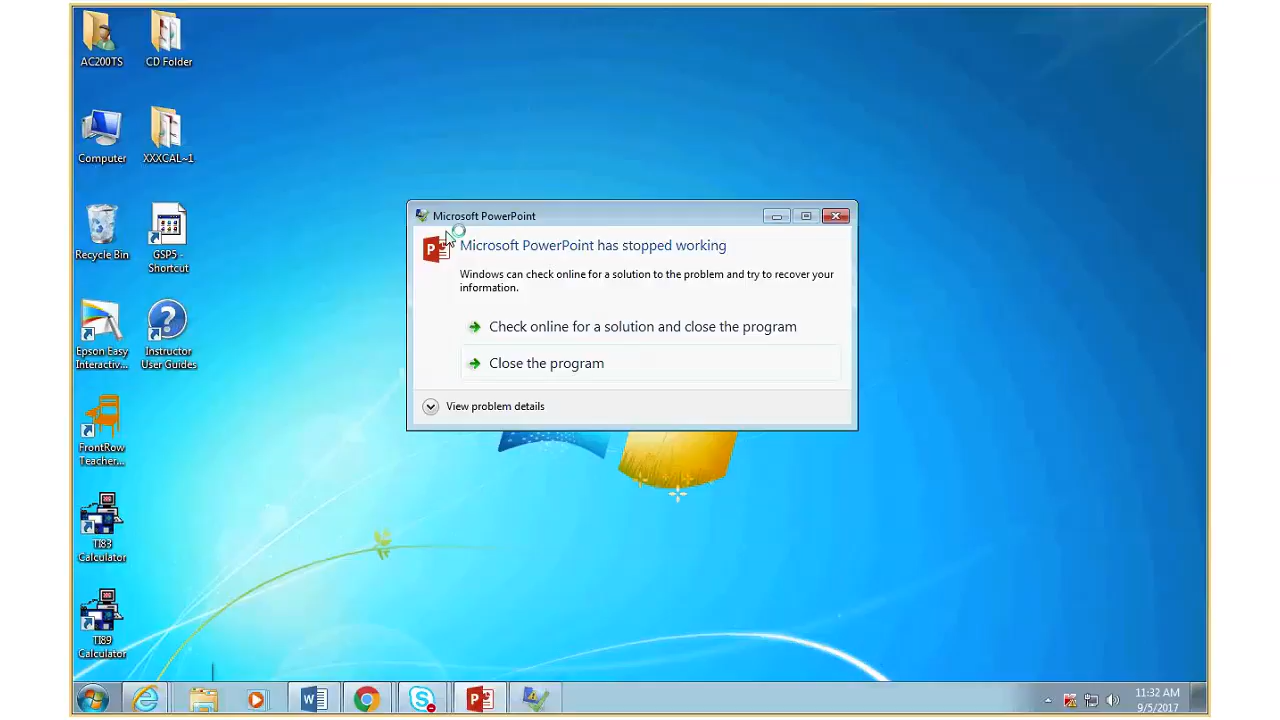 AC200TS
CD Folder
Computer
XXXCAL~1
Recycle Bin
GSP5 -
Shortcut
Epson Easy
Interactiv...
Instructor
User Guides
FrontRow
Teacher...
TI83
Calculator
TI89
Calculator
Microsoft PowerPoint
Microsoft PowerPoint has stopped working
Windows can check online for a solution to the problem and try to recover your
information.
Check online for a solution and close the program
Close the program
View problem details
11:32 AM
9/5/2017